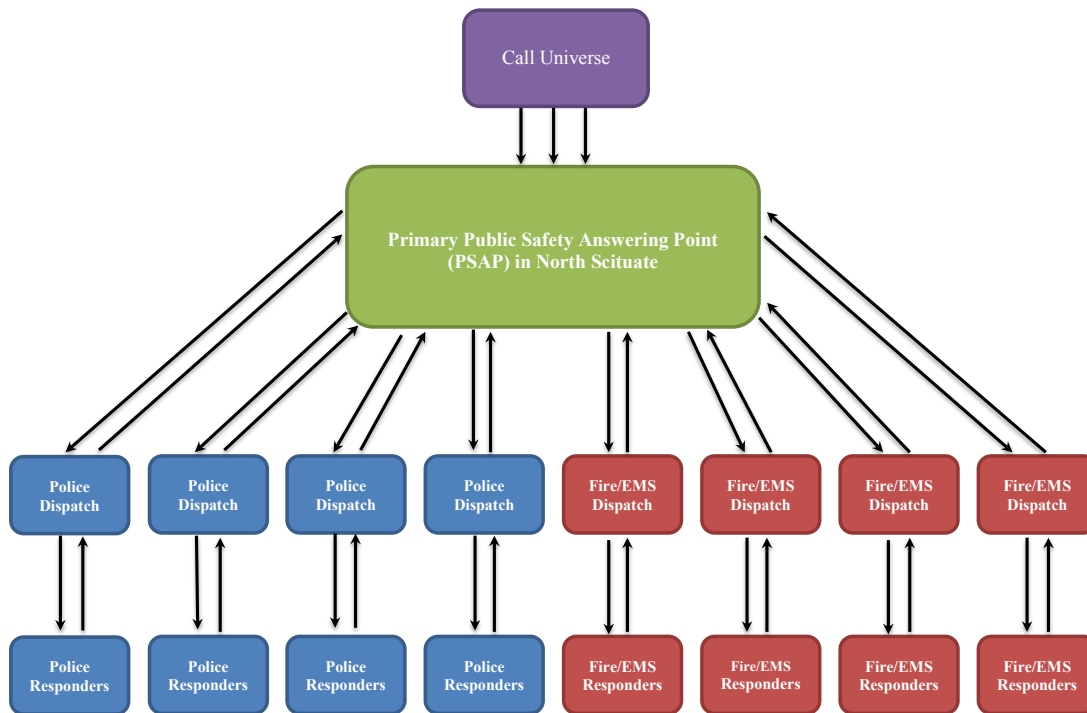 Call Universe
Primary Public Safety Answering Point
(PSAP) in North Scituate
Police
Dispatch
Police
Dispatch
Police
Dispatch
Police
Dispatch
Fire/EMS
Dispatch
Fire/EMS
Dispatch
Fire/EMS
Dispatch
Fire/EMS
Dispatch
Police
Responders
Police
Responders
Police
Responders
Police
Responders
Fire/EMS
Responders
Fire/EMS
Responders
Fire/EMS
Responders
Fire/EMS
Responders